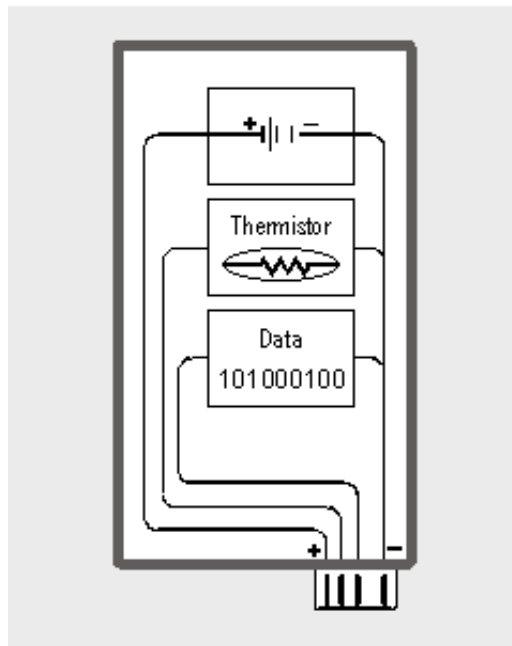 + −
Thermistor
Data
101000100
+ −